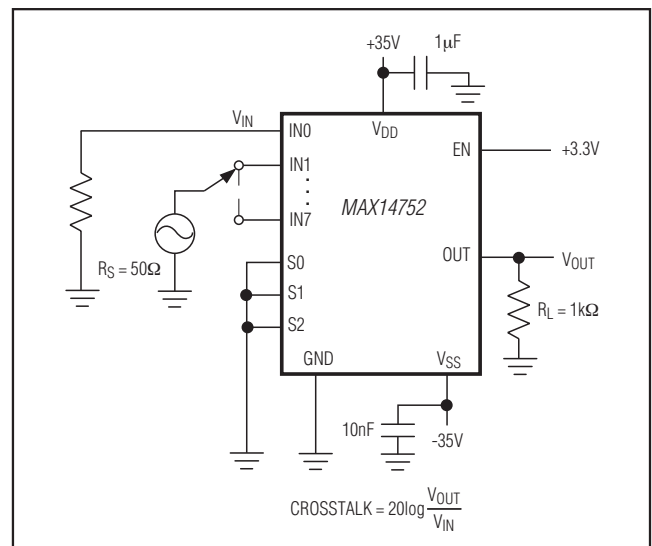 +35V
1µF
V_IN
IN0
V_DD
EN
+3.3V
IN1
IN7
MAX14752
R_S = 50Ω
S0
OUT
V_OUT
S1
R_L = 1kΩ
S2
GND
V_SS
10nF
-35V
CROSSTALK = 20log V_OUT / V_IN